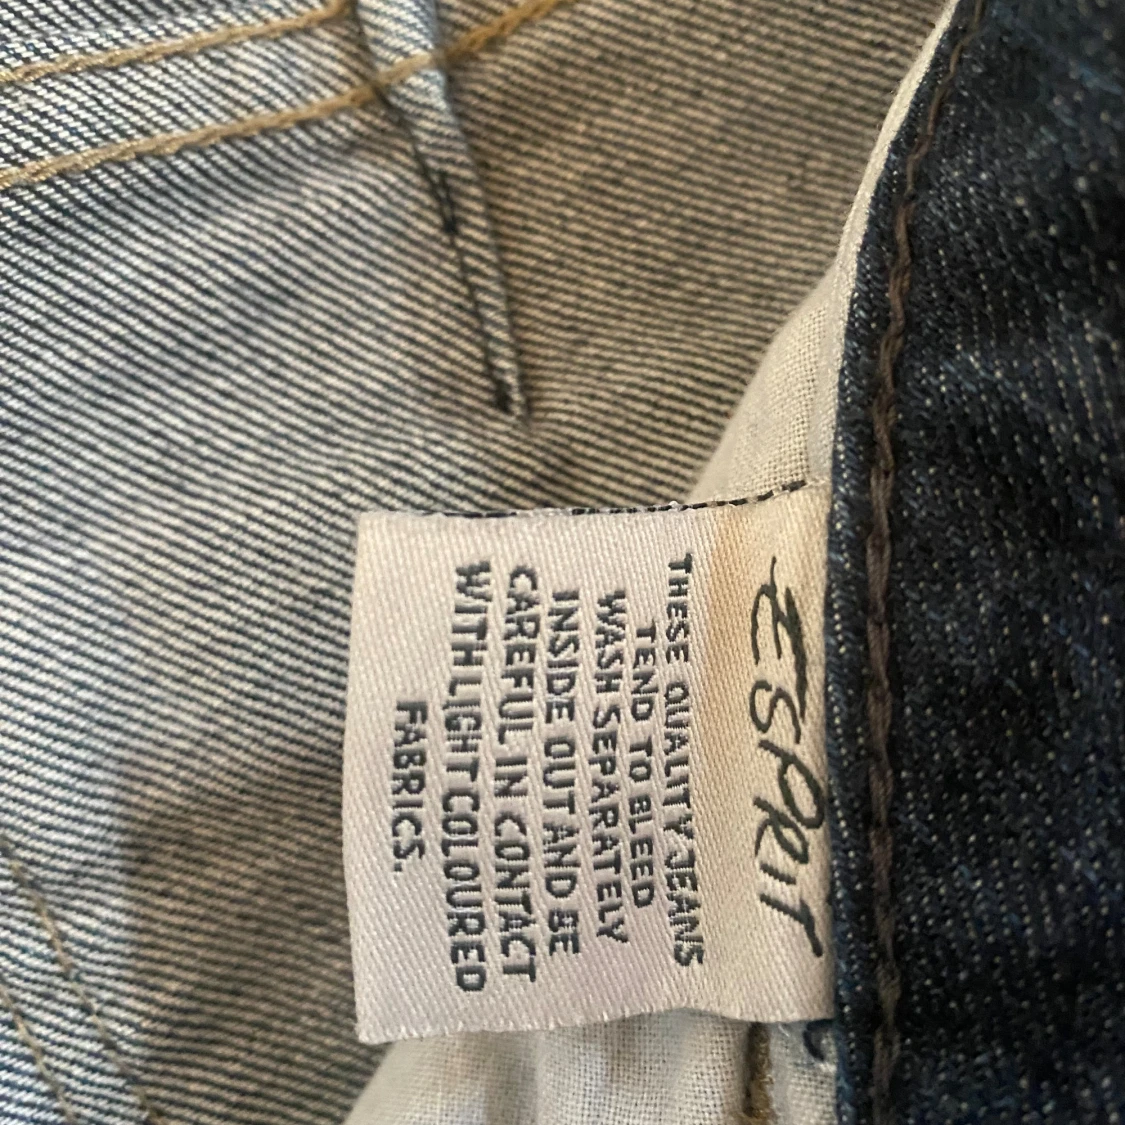 ESPRIT
THESE QUALITY JEANS
TEND TO BLEED
WASH SEPARATELY
INSIDE OUT AND BE
CAREFUL IN CONTACT
WITH LIGHT COLOURED
FABRICS.